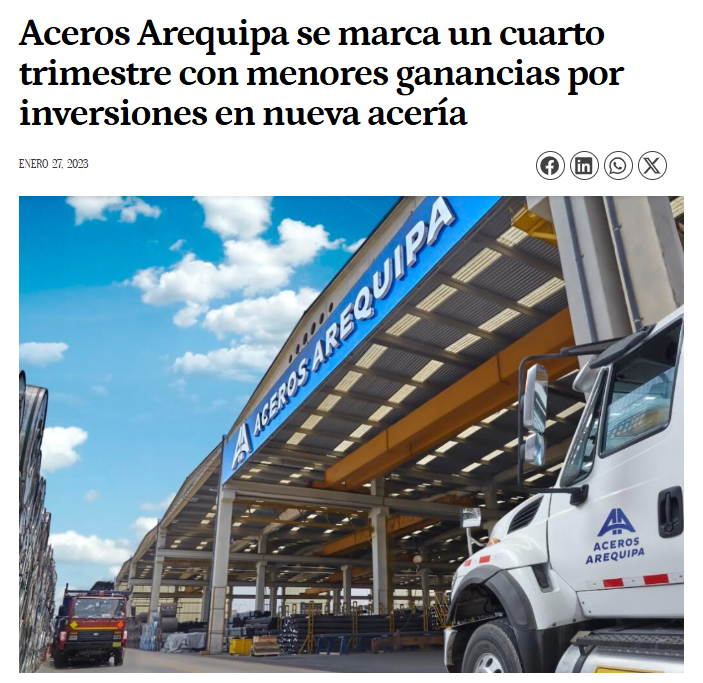 Aceros Arequipa se marca un cuarto
trimestre con menores ganancias por
inversiones en nueva acería
ENERO 27, 2023
ACEROS AREQUIPA
ACEROS
AREQUIPA